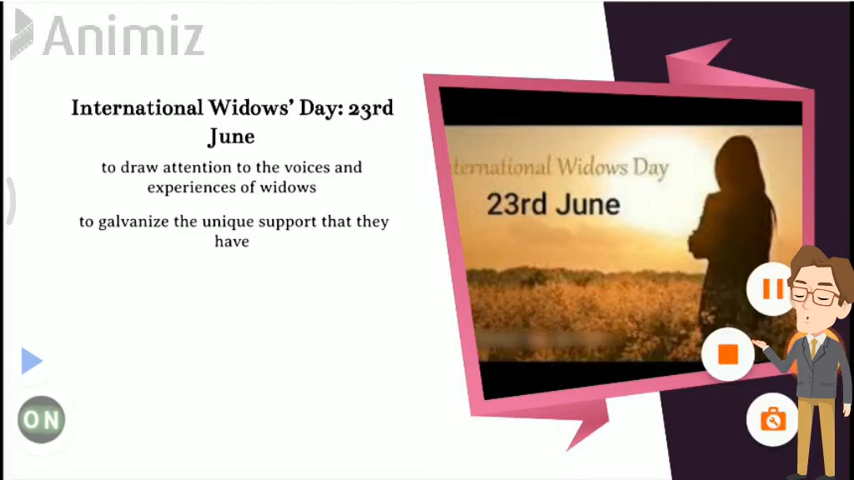 Animiz
International Widows' Day: 23rd
June
to draw attention to the voices and
experiences of widows
to galvanize the unique support that they
have
ternational Widows Day
23rd June
ON